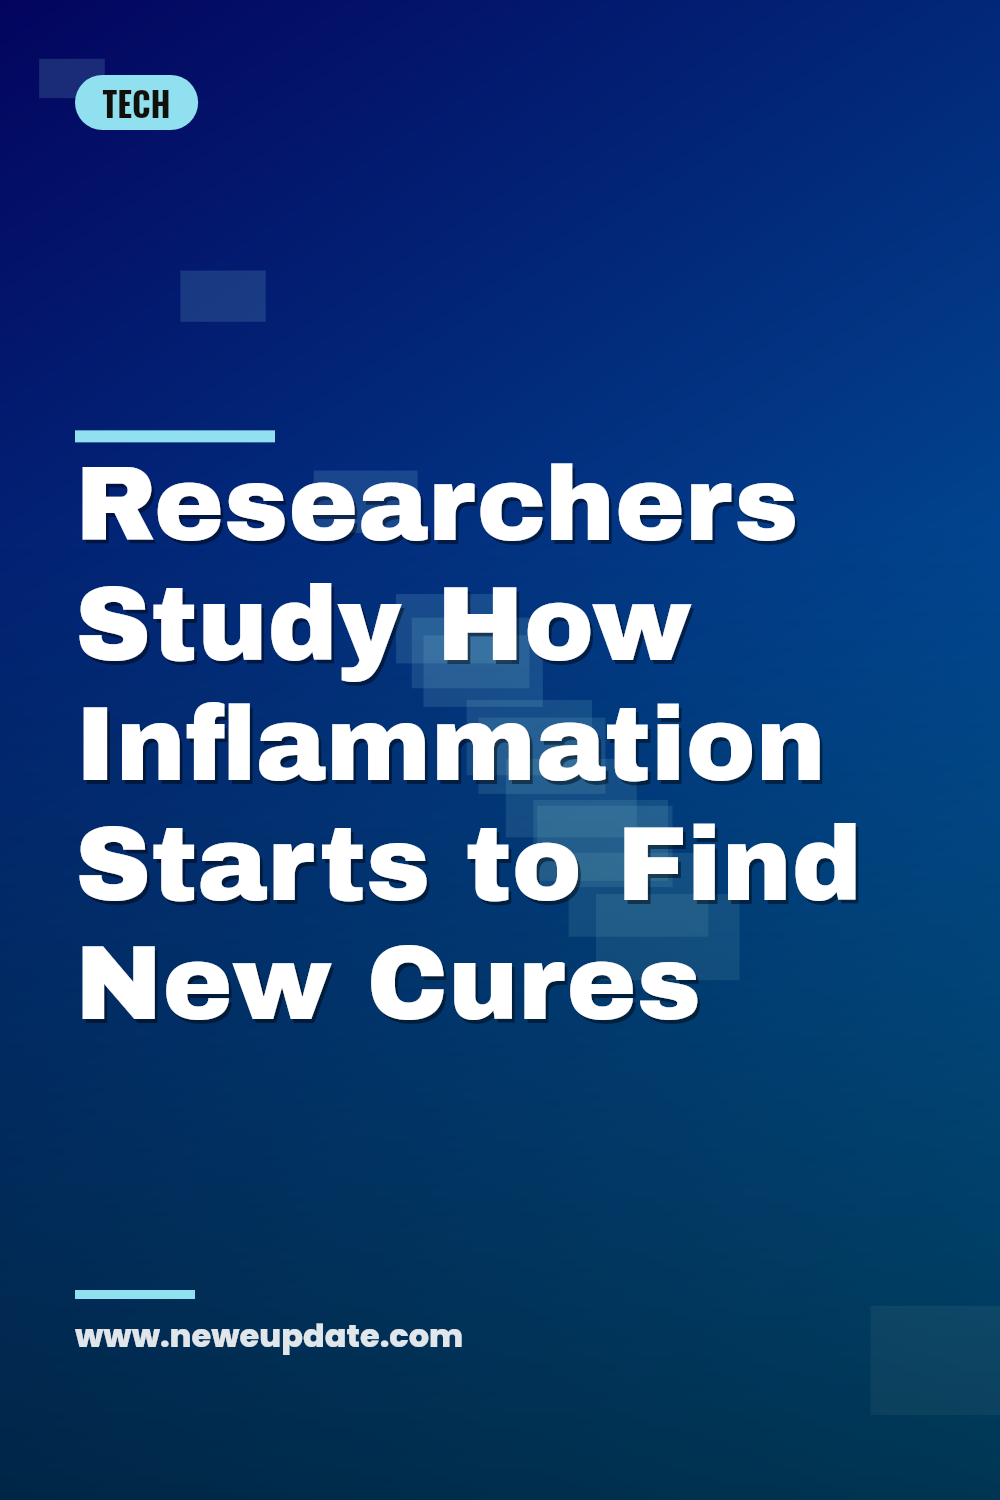 TECH
Researchers
Study How
Inflammation
Starts to Find
New Cures
www.neweupdate.com